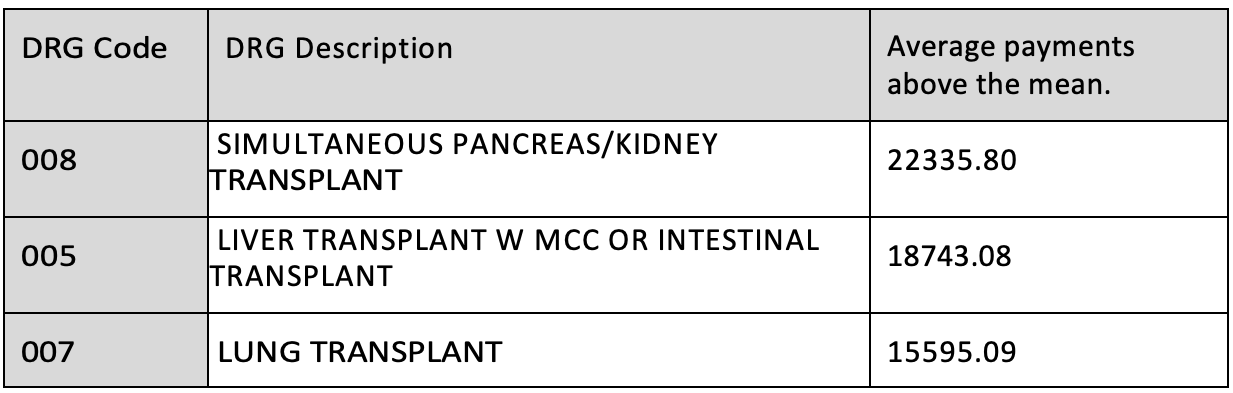 DRG Code
DRG Description
Average payments
above the mean.
008
SIMULTANEOUS PANCREAS/KIDNEY
TRANSPLANT
22335.80
005
LIVER TRANSPLANT W MCC OR INTESTINAL
TRANSPLANT
18743.08
007
LUNG TRANSPLANT
15595.09